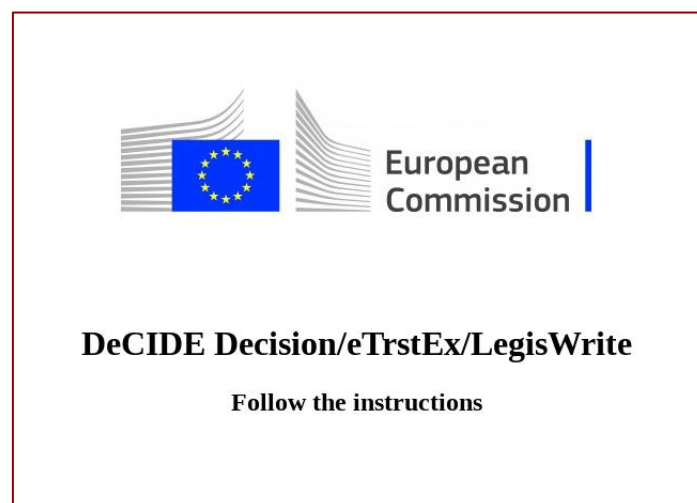 European
Commission
DeCIDE Decision/eTrstEx/LegisWrite
Follow the instructions